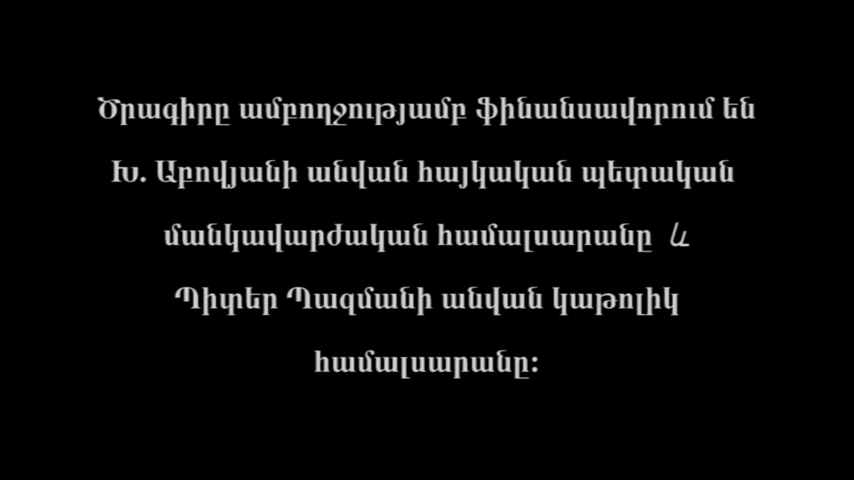 Ծրագիրը ամբողջությամբ ֆինանսավորում են
Խ. Աբովյանի անվան հայկական պետական
մանկավարժական համալսարանը և
Պիտեր Պազմանի անվան կաթոլիկ
համալսարանը: